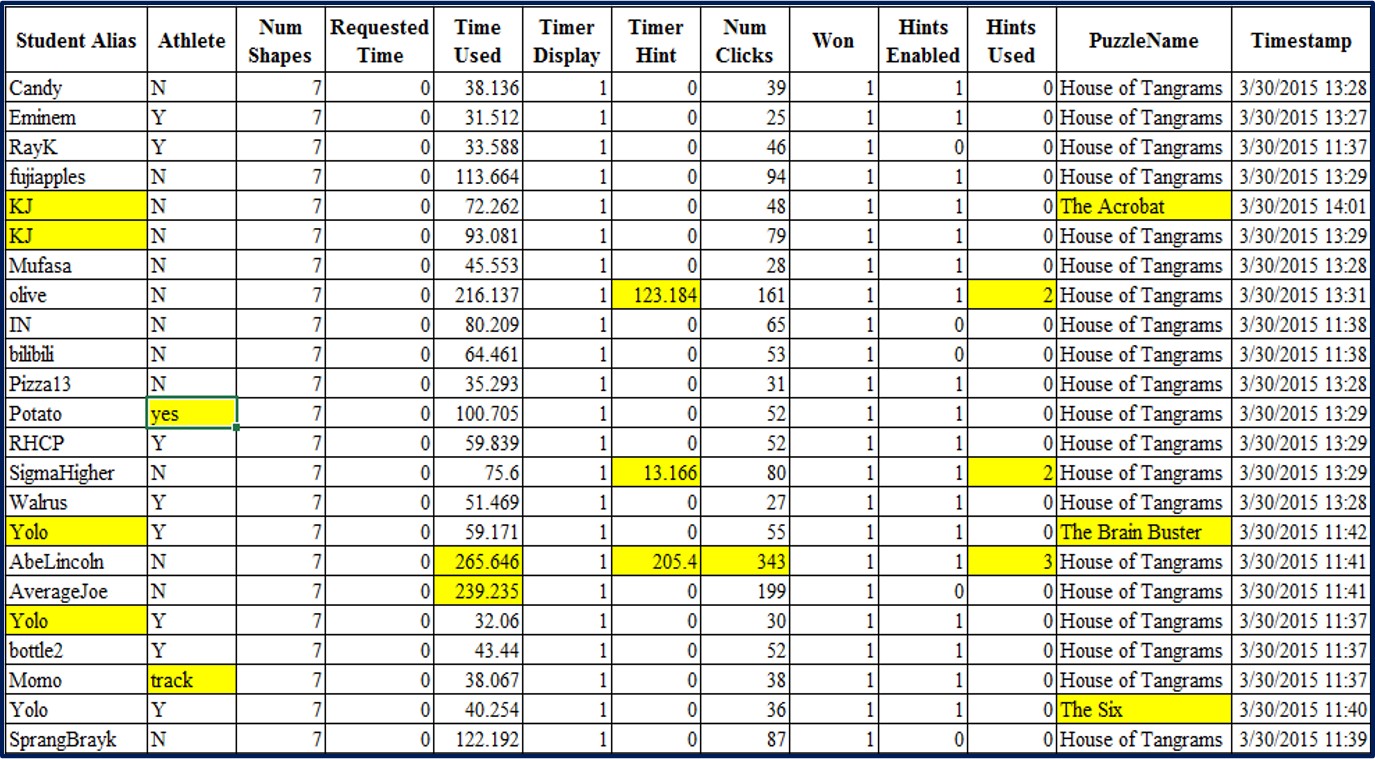 Student Alias Athlete Num Shapes Requested Time Time Used Timer Display Timer Hint Num Clicks Won Hints Enabled Hints Used PuzzleName Timestamp
Candy N 7 0 38.136 1 0 39 1 1 0 House of Tangrams 3/30/2015 13:28
Eminem Y 7 0 31.512 1 0 25 1 1 0 House of Tangrams 3/30/2015 13:27
RayK Y 7 0 33.588 1 0 46 1 0 0 House of Tangrams 3/30/2015 11:37
fujiapples N 7 0 113.664 1 0 94 1 1 0 House of Tangrams 3/30/2015 13:29
KJ N 7 0 72.262 1 0 48 1 1 0 The Acrobat 3/30/2015 14:01
KJ N 7 0 93.081 1 0 79 1 1 0 House of Tangrams 3/30/2015 13:29
Mufasa N 7 0 45.553 1 0 28 1 1 0 House of Tangrams 3/30/2015 13:28
olive N 7 0 216.137 1 123.184 161 1 1 2 House of Tangrams 3/30/2015 13:31
IN N 7 0 80.209 1 0 65 1 0 0 House of Tangrams 3/30/2015 11:38
bilibili N 7 0 64.461 1 0 53 1 0 0 House of Tangrams 3/30/2015 11:38
Pizza13 N 7 0 35.293 1 0 31 1 1 0 House of Tangrams 3/30/2015 13:28
Potato yes 7 0 100.705 1 0 52 1 1 0 House of Tangrams 3/30/2015 13:29
RHCP Y 7 0 59.839 1 0 52 1 1 0 House of Tangrams 3/30/2015 13:29
SigmaHigher N 7 0 75.6 1 13.166 80 1 1 2 House of Tangrams 3/30/2015 13:29
Walrus Y 7 0 51.469 1 0 27 1 1 0 House of Tangrams 3/30/2015 13:28
Yolo Y 7 0 59.171 1 0 55 1 1 0 The Brain Buster 3/30/2015 11:42
AbeLincoln N 7 0 265.646 1 205.4 343 1 1 3 House of Tangrams 3/30/2015 11:41
AverageJoe N 7 0 239.235 1 0 199 1 0 0 House of Tangrams 3/30/2015 11:41
Yolo Y 7 0 32.06 1 0 30 1 1 0 House of Tangrams 3/30/2015 11:37
bottle2 Y 7 0 43.44 1 0 52 1 1 0 House of Tangrams 3/30/2015 11:37
Momo track 7 0 38.067 1 0 38 1 1 0 House of Tangrams 3/30/2015 11:37
Yolo Y 7 0 40.254 1 0 36 1 1 0 The Six 3/30/2015 11:40
SprangBrayk N 7 0 122.192 1 0 87 1 0 0 House of Tangrams 3/30/2015 11:39